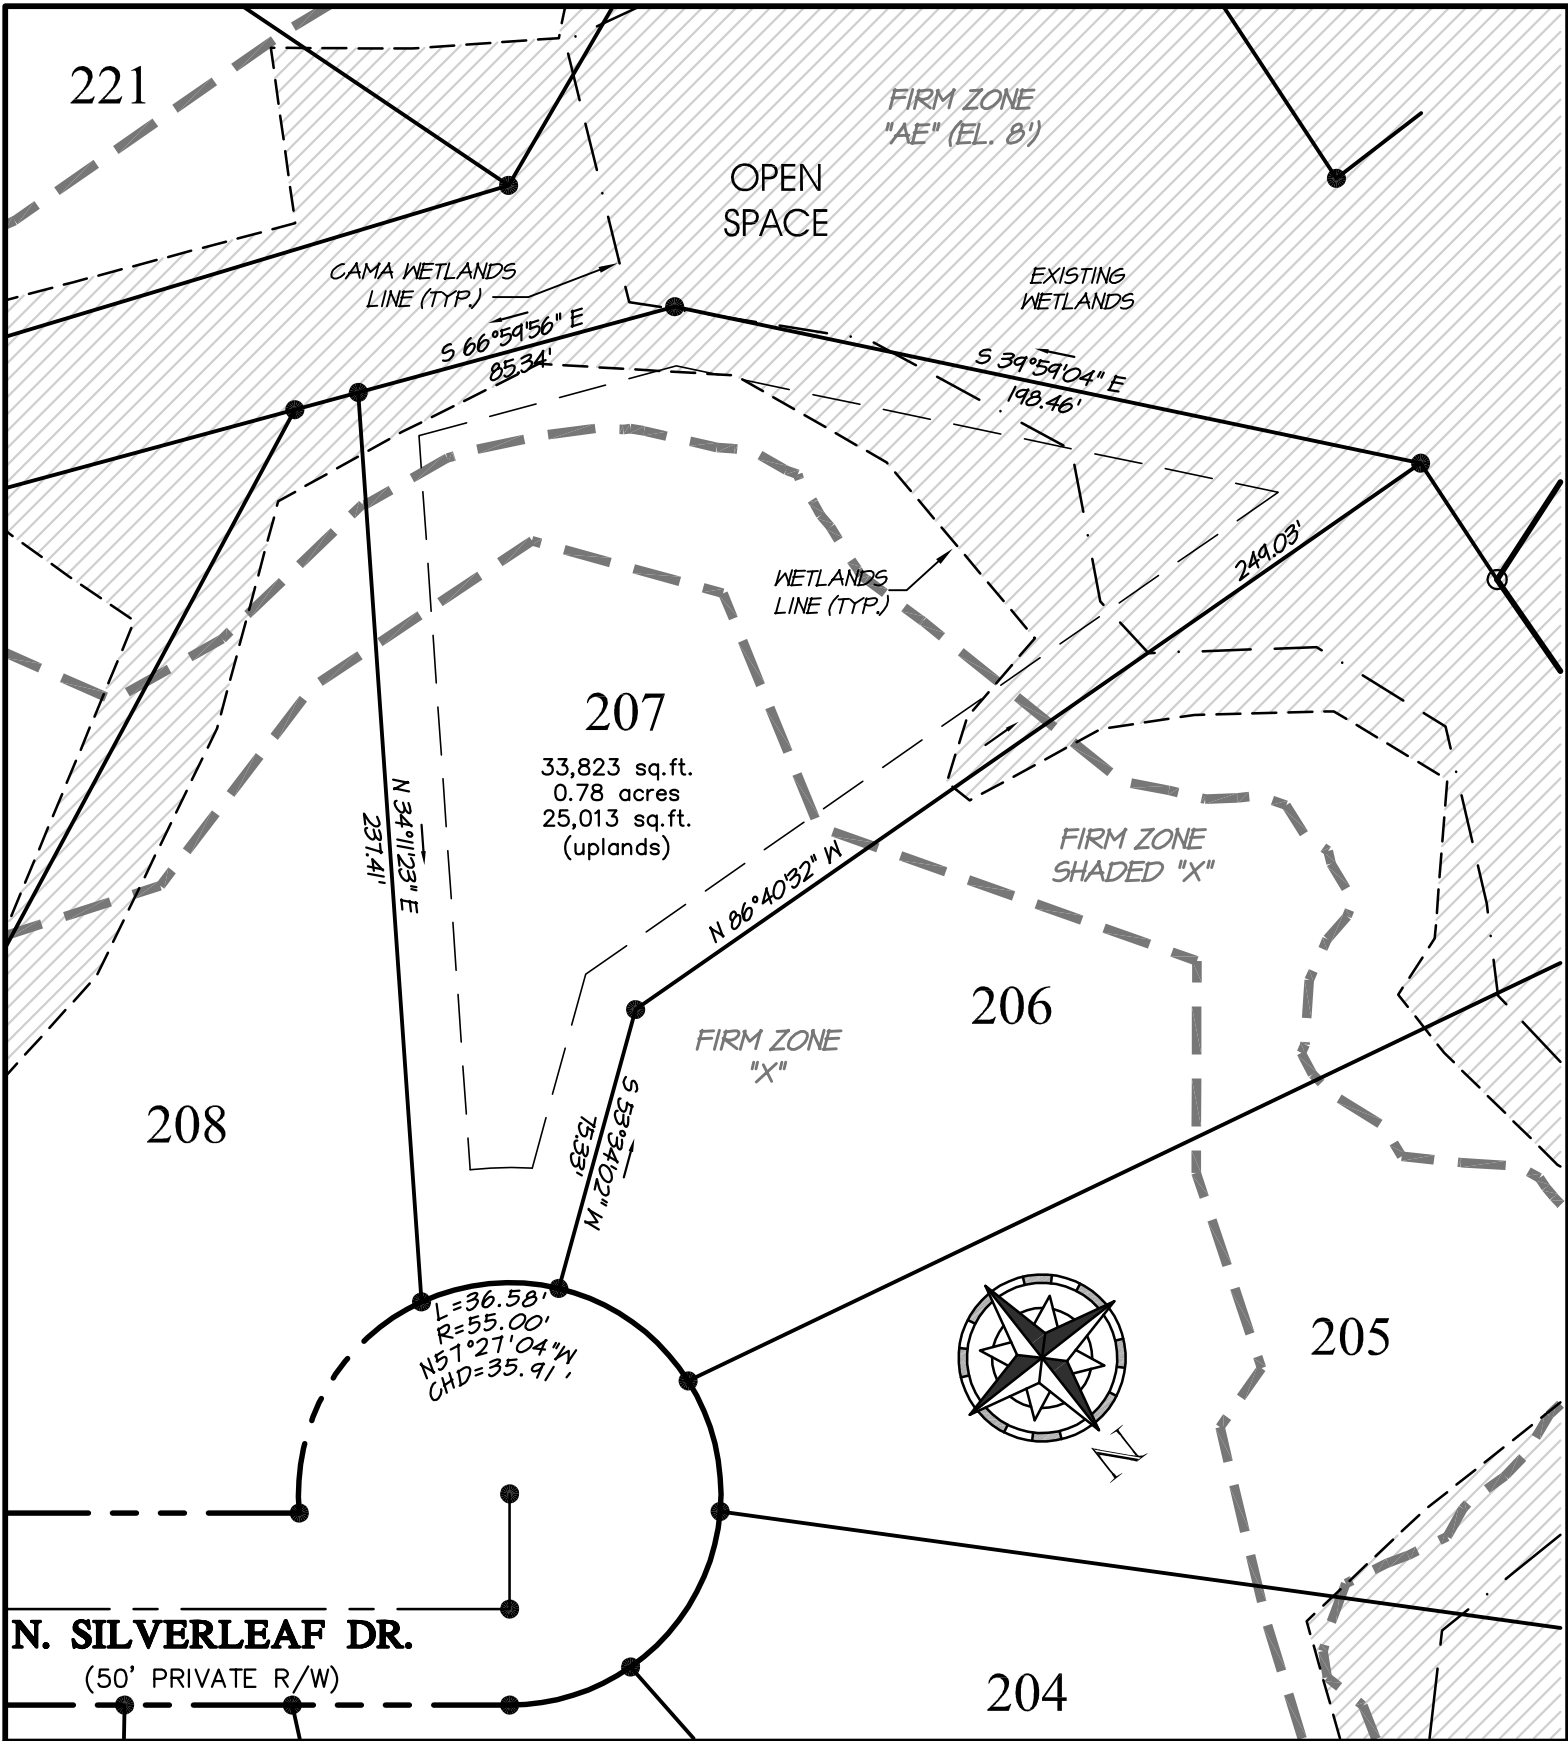 221
FIRM ZONE
"AE" (EL. 8')
OPEN
SPACE
CAMA WETLANDS
LINE (TYP.)
EXISTING
WETLANDS
S 66°59'56" E
85.34'
S 39°59'04" E
198.46'
249.03'
WETLANDS
LINE (TYP.)
207
33,823 sq.ft.
0.78 acres
25,013 sq.ft.
(uplands)
N 34°11'23" E
237.41'
N 86°40'32" W
FIRM ZONE
SHADED "X"
206
FIRM ZONE
"X"
208
S 53°34'02" W
75.33'
L=36.58'
R=55.00'
N57°27'04"W
CHD=35.91'
205
N
N. SILVERLEAF DR.
(50' PRIVATE R/W)
204